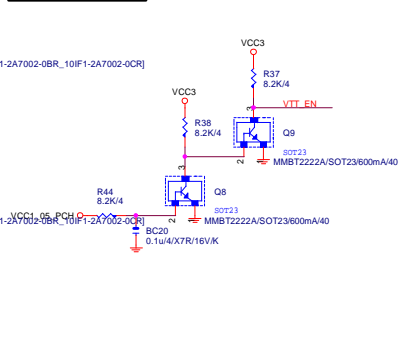 VCC3
1-2A7002-0BR_10IF1-2A7002-0CR]
R37
8.2K/4
VCC3
3
VTT_EN
R38
8.2K/4
Q9
2
SOT23
MMBT2222A/SOT23/600mA/40
3
R44
8.2K/4
Q8
SOT23
VCC1_05_PCH
1-2A7002-0BR_10IF1-2A7002-0CR]
2
MMBT2222A/SOT23/600mA/40
BC20
0.1u/4/X7R/16V/K